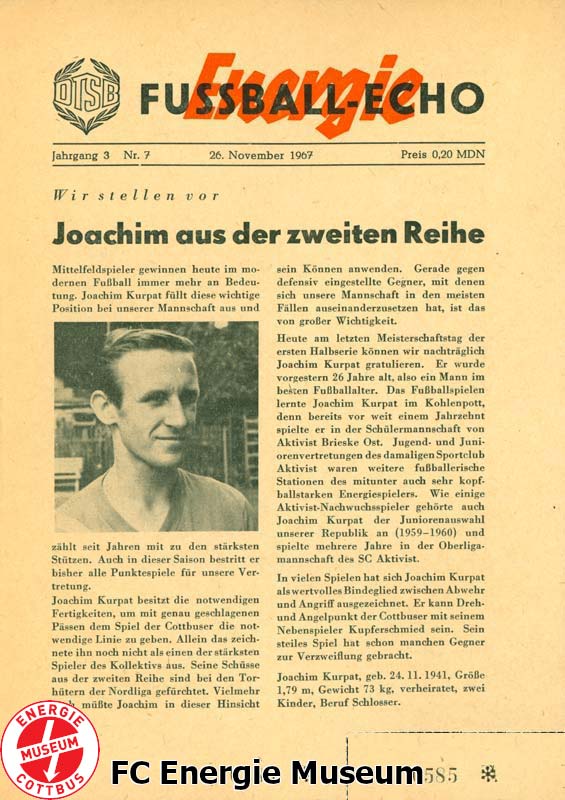 DTSB
Energie
FUSSBALL-ECHO
Jahrgang 3 Nr. 7 26. November 1967 Preis 0,20 MDN
Wir stellen vor
Joachim aus der zweiten Reihe
Mittelfeldspieler gewinnen heute im mo-
dernen Fußball immer mehr an Bedeu-
tung. Joachim Kurpat füllt diese wichtige
Position bei unserer Mannschaft aus und
zählt seit Jahren mit zu den stärksten
Stützen. Auch in dieser Saison bestritt er
bisher alle Punktespiele für unsere Ver-
tretung.
Joachim Kurpat besitzt die notwendigen
Fertigkeiten, um mit genau geschlagenen
Pässen dem Spiel der Cottbuser die not-
wendige Linie zu geben. Allein das zeich-
nete ihn noch nicht als einen der stärksten
Spieler des Kollektivs aus. Seine Schüsse
aus der zweiten Reihe sind bei den Tor-
hütern der Nordliga gefürchtet. Vielmehr
müßte Joachim in dieser Hinsicht
sein Können anwenden. Gerade gegen
defensiv eingestellte Gegner, mit denen
sich unsere Mannschaft in den meisten
Fällen auseinanderzusetzen hat, ist das
von großer Wichtigkeit.
Heute am letzten Meisterschaftstag der
ersten Halbserie können wir nachträglich
Joachim Kurpat gratulieren. Er wurde
vorgestern 26 Jahre alt, also ein Mann im
besten Fußballalter. Das Fußballspielen
lernte Joachim Kurpat im Kohlenpott,
denn bereits vor weit einem Jahrzehnt
spielte er in der Schülermannschaft von
Aktivist Brieske Ost. Jugend- und Juni-
orenvertretungen des damaligen Sportclub
Aktivist waren weitere fußballerische
Stationen des mitunter auch sehr kopf-
ballstarken Energiespielers. Wie einige
Aktivist-Nachwuchsspieler gehörte auch
Joachim Kurpat der Juniorenauswahl
unserer Republik an (1959–1960) und
spielte mehrere Jahre in der Oberliga-
mannschaft des SC Aktivist.
In vielen Spielen hat sich Joachim Kurpat
als wertvolles Bindeglied zwischen Abwehr
und Angriff ausgezeichnet. Er kann Dreh-
und Angelpunkt der Cottbuser mit seinem
Nebenspieler Kupferschmied sein. Sein
steiles Spiel hat schon manchen Gegner
zur Verzweiflung gebracht.
Joachim Kurpat, geb. 24. 11. 1941, Größe
1,79 m, Gewicht 73 kg, verheiratet, zwei
Kinder, Beruf Schlosser.
585 ✻
ENERGIE
MUSEUM
COTTBUS
FC Energie Museum